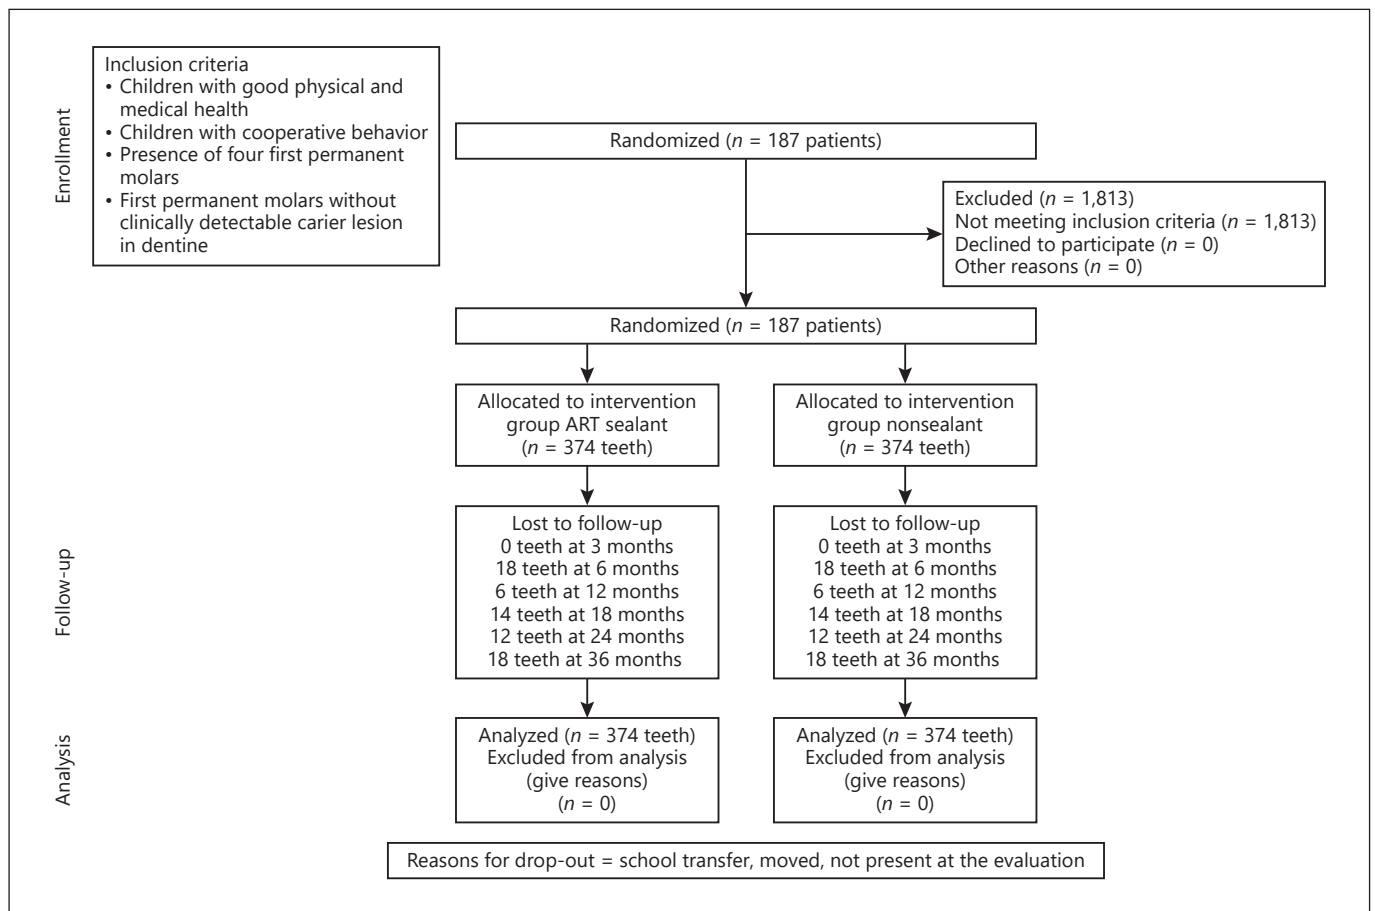 Enrollment
Inclusion criteria
• Children with good physical and
medical health
• Children with cooperative behavior
• Presence of four first permanent
molars
• First permanent molars without
clinically detectable carier lesion
in dentine
Randomized (n = 187 patients)
Excluded (n = 1,813)
Not meeting inclusion criteria (n = 1,813)
Declined to participate (n = 0)
Other reasons (n = 0)
Randomized (n = 187 patients)
Allocated to intervention
group ART sealant
(n = 374 teeth)
Allocated to intervention
group nonsealant
(n = 374 teeth)
Follow-up
Lost to follow-up
0 teeth at 3 months
18 teeth at 6 months
6 teeth at 12 months
14 teeth at 18 months
12 teeth at 24 months
18 teeth at 36 months
Lost to follow-up
0 teeth at 3 months
18 teeth at 6 months
6 teeth at 12 months
14 teeth at 18 months
12 teeth at 24 months
18 teeth at 36 months
Analysis
Analyzed (n = 374 teeth)
Excluded from analysis
(give reasons)
(n = 0)
Analyzed (n = 374 teeth)
Excluded from analysis
(give reasons)
(n = 0)
Reasons for drop-out = school transfer, moved, not present at the evaluation